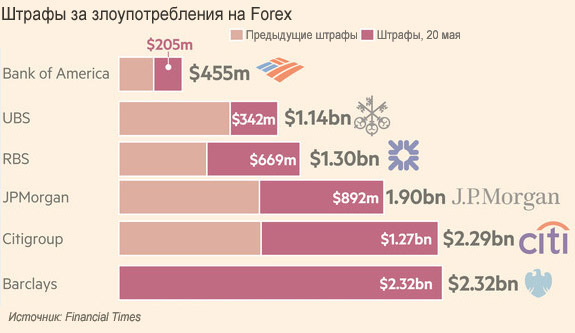 Штрафы за злоупотребления на Forex
Предыдущие штрафы Штрафы, 20 мая
$205m
Bank of America $455m
UBS $342m $1.14bn
RBS $669m $1.30bn
JPMorgan $892m 1.90bn J.P.Morgan
Citigroup $1.27bn $2.29bn citi
Barclays $2.32bn $2.32bn
Источник: Financial Times